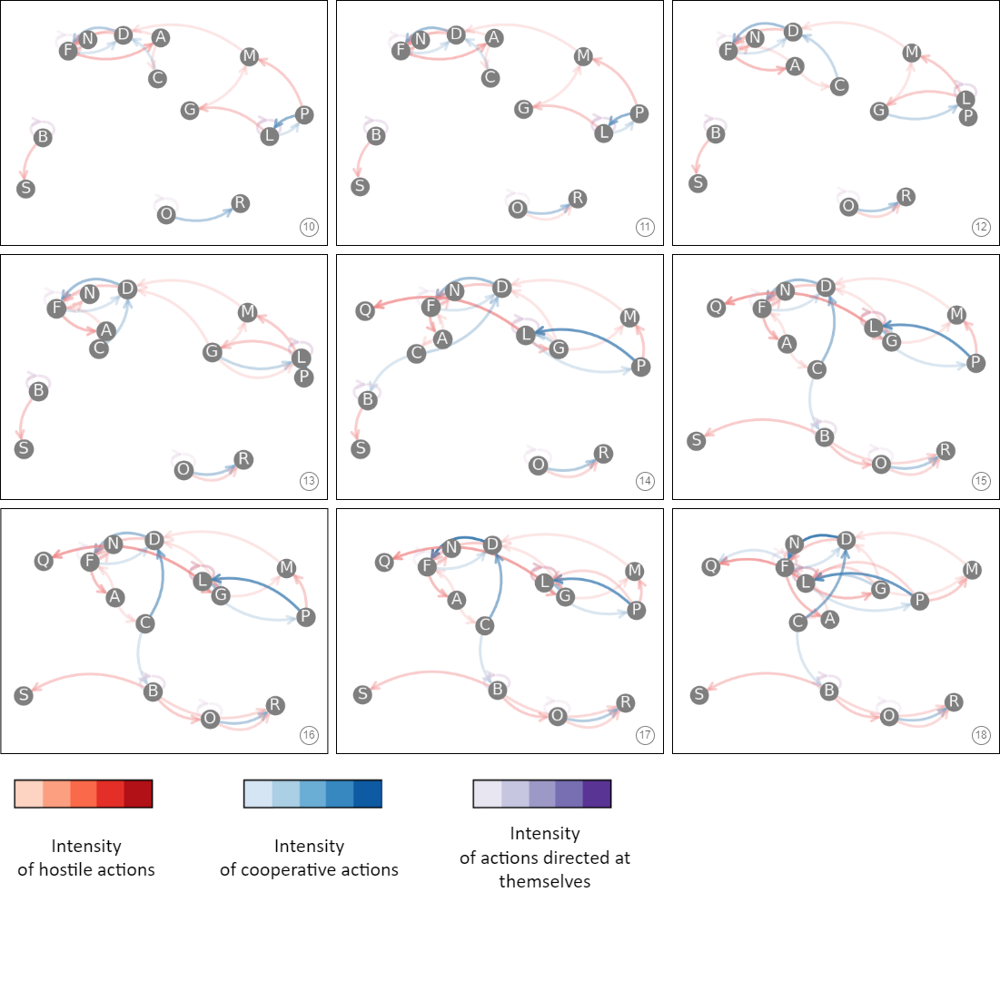 F N D A
M
C
G P
L
B
S
R
O
10
F N D A
M
C
G P
L
B
S
R
O
11
F N D
A M
C
L
G P
B
S
R
O
12
F N D
M
A
C G L
P
B
S
R
O
13
Q F N D
M
A L G
C
P
B
S
R
O
14
Q F N D
M
L G
A
C P
B
S
R
O
15
Q F N D
M
L G
A
C P
B
S
R
O
16
Q F N D
M
L G
A
C P
B
S
R
O
17
Q F N D
M
L G
P
C A
B
S
R
O
18
Intensity
of hostile actions
Intensity
of cooperative actions
Intensity
of actions directed at
themselves